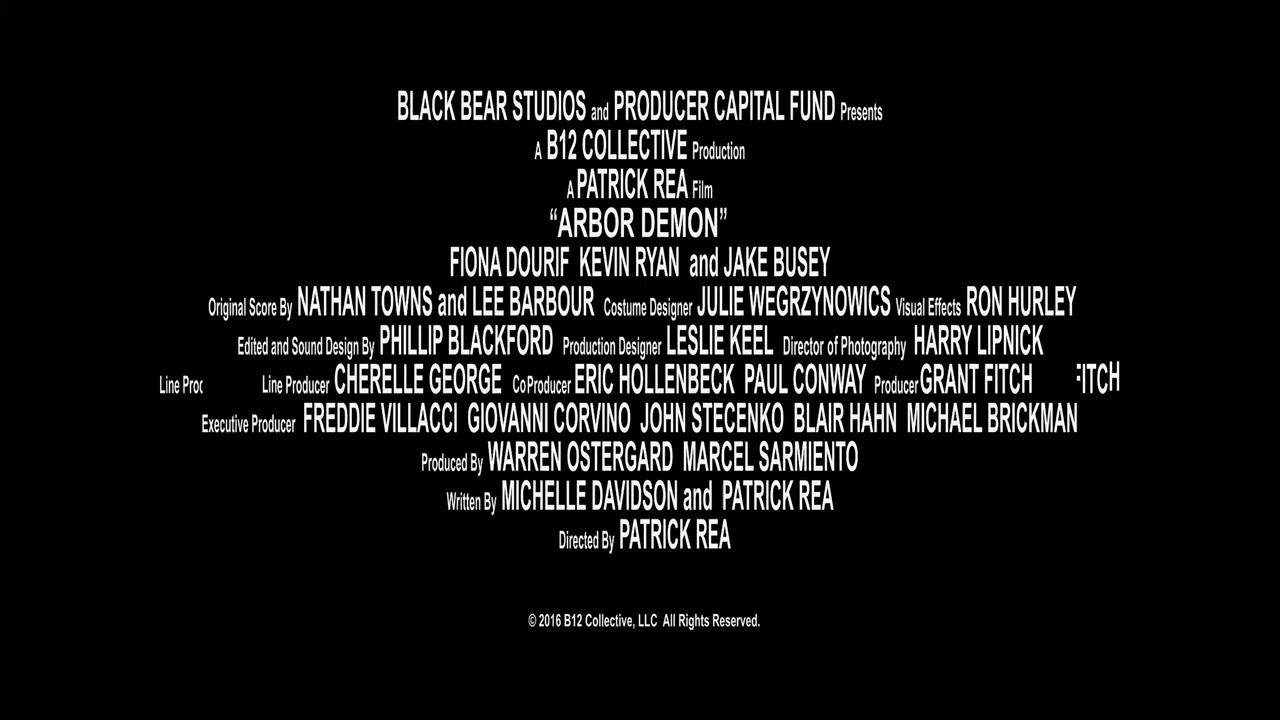 BLACK BEAR STUDIOS and PRODUCER CAPITAL FUND Presents
A B12 COLLECTIVE Production
A PATRICK REA Film
“ARBOR DEMON”
FIONA DOURIF KEVIN RYAN and JAKE BUSEY
Original Score By NATHAN TOWNS and LEE BARBOUR Costume Designer JULIE WEGRZYNOWICS Visual Effects RON HURLEY
Edited and Sound Design By PHILLIP BLACKFORD Production Designer LESLIE KEEL Director of Photography HARRY LIPNICK
Line Proc Line Producer CHERELLE GEORGE CoProducer ERIC HOLLENBECK PAUL CONWAY Producer GRANT FITCH FITCH
Executive Producer FREDDIE VILLACCI GIOVANNI CORVINO JOHN STECENKO BLAIR HAHN MICHAEL BRICKMAN
Produced By WARREN OSTERGARD MARCEL SARMIENTO
Written By MICHELLE DAVIDSON and PATRICK REA
Directed By PATRICK REA
© 2016 B12 Collective, LLC All Rights Reserved.